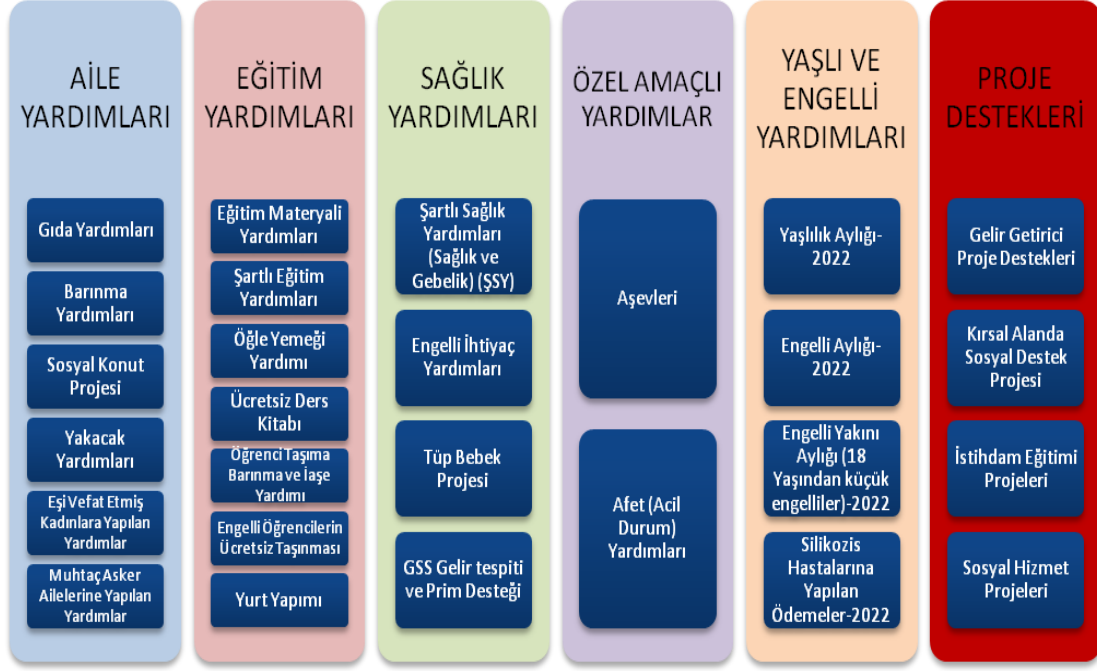 AİLE
YARDIMLARI
Gıda Yardımları
Barınma
Yardımları
Sosyal Konut
Projesi
Yakacak
Yardımları
Eşi Vefat Etmiş
Kadınlara Yapılan
Yardımlar
Muhtaç Asker
Ailelerine Yapılan
Yardımlar
EĞİTİM
YARDIMLARI
Eğitim Materyali
Yardımları
Şartlı Eğitim
Yardımları
Öğle Yemeği
Yardımı
Ücretsiz Ders
Kitabı
Öğrenci Taşıma
Barınma ve İaşe
Yardımı
Engelli Öğrencilerin
Ücretsiz Taşınması
Yurt Yapımı
SAĞLIK
YARDIMLARI
Şartlı Sağlık
Yardımları
(Sağlık ve
Gebelik) (ŞSY)
Engelli İhtiyaç
Yardımları
Tüp Bebek
Projesi
GSS Gelir tespiti
ve Prim Desteği
ÖZEL AMAÇLI
YARDIMLAR
Aşevleri
Afet (Acil
Durum)
Yardımları
YAŞLI VE
ENGELLİ
YARDIMLARI
Yaşlılık Aylığı-
2022
Engelli Aylığı-
2022
Engelli Yakını
Aylığı (18
Yaşından küçük
engelliler)-2022
Silikozis
Hastalarına
Yapılan
Ödemeler-2022
PROJE
DESTEKLERİ
Gelir Getirici
Proje Destekleri
Kırsal Alanda
Sosyal Destek
Projesi
İstihdam Eğitimi
Projeleri
Sosyal Hizmet
Projeleri